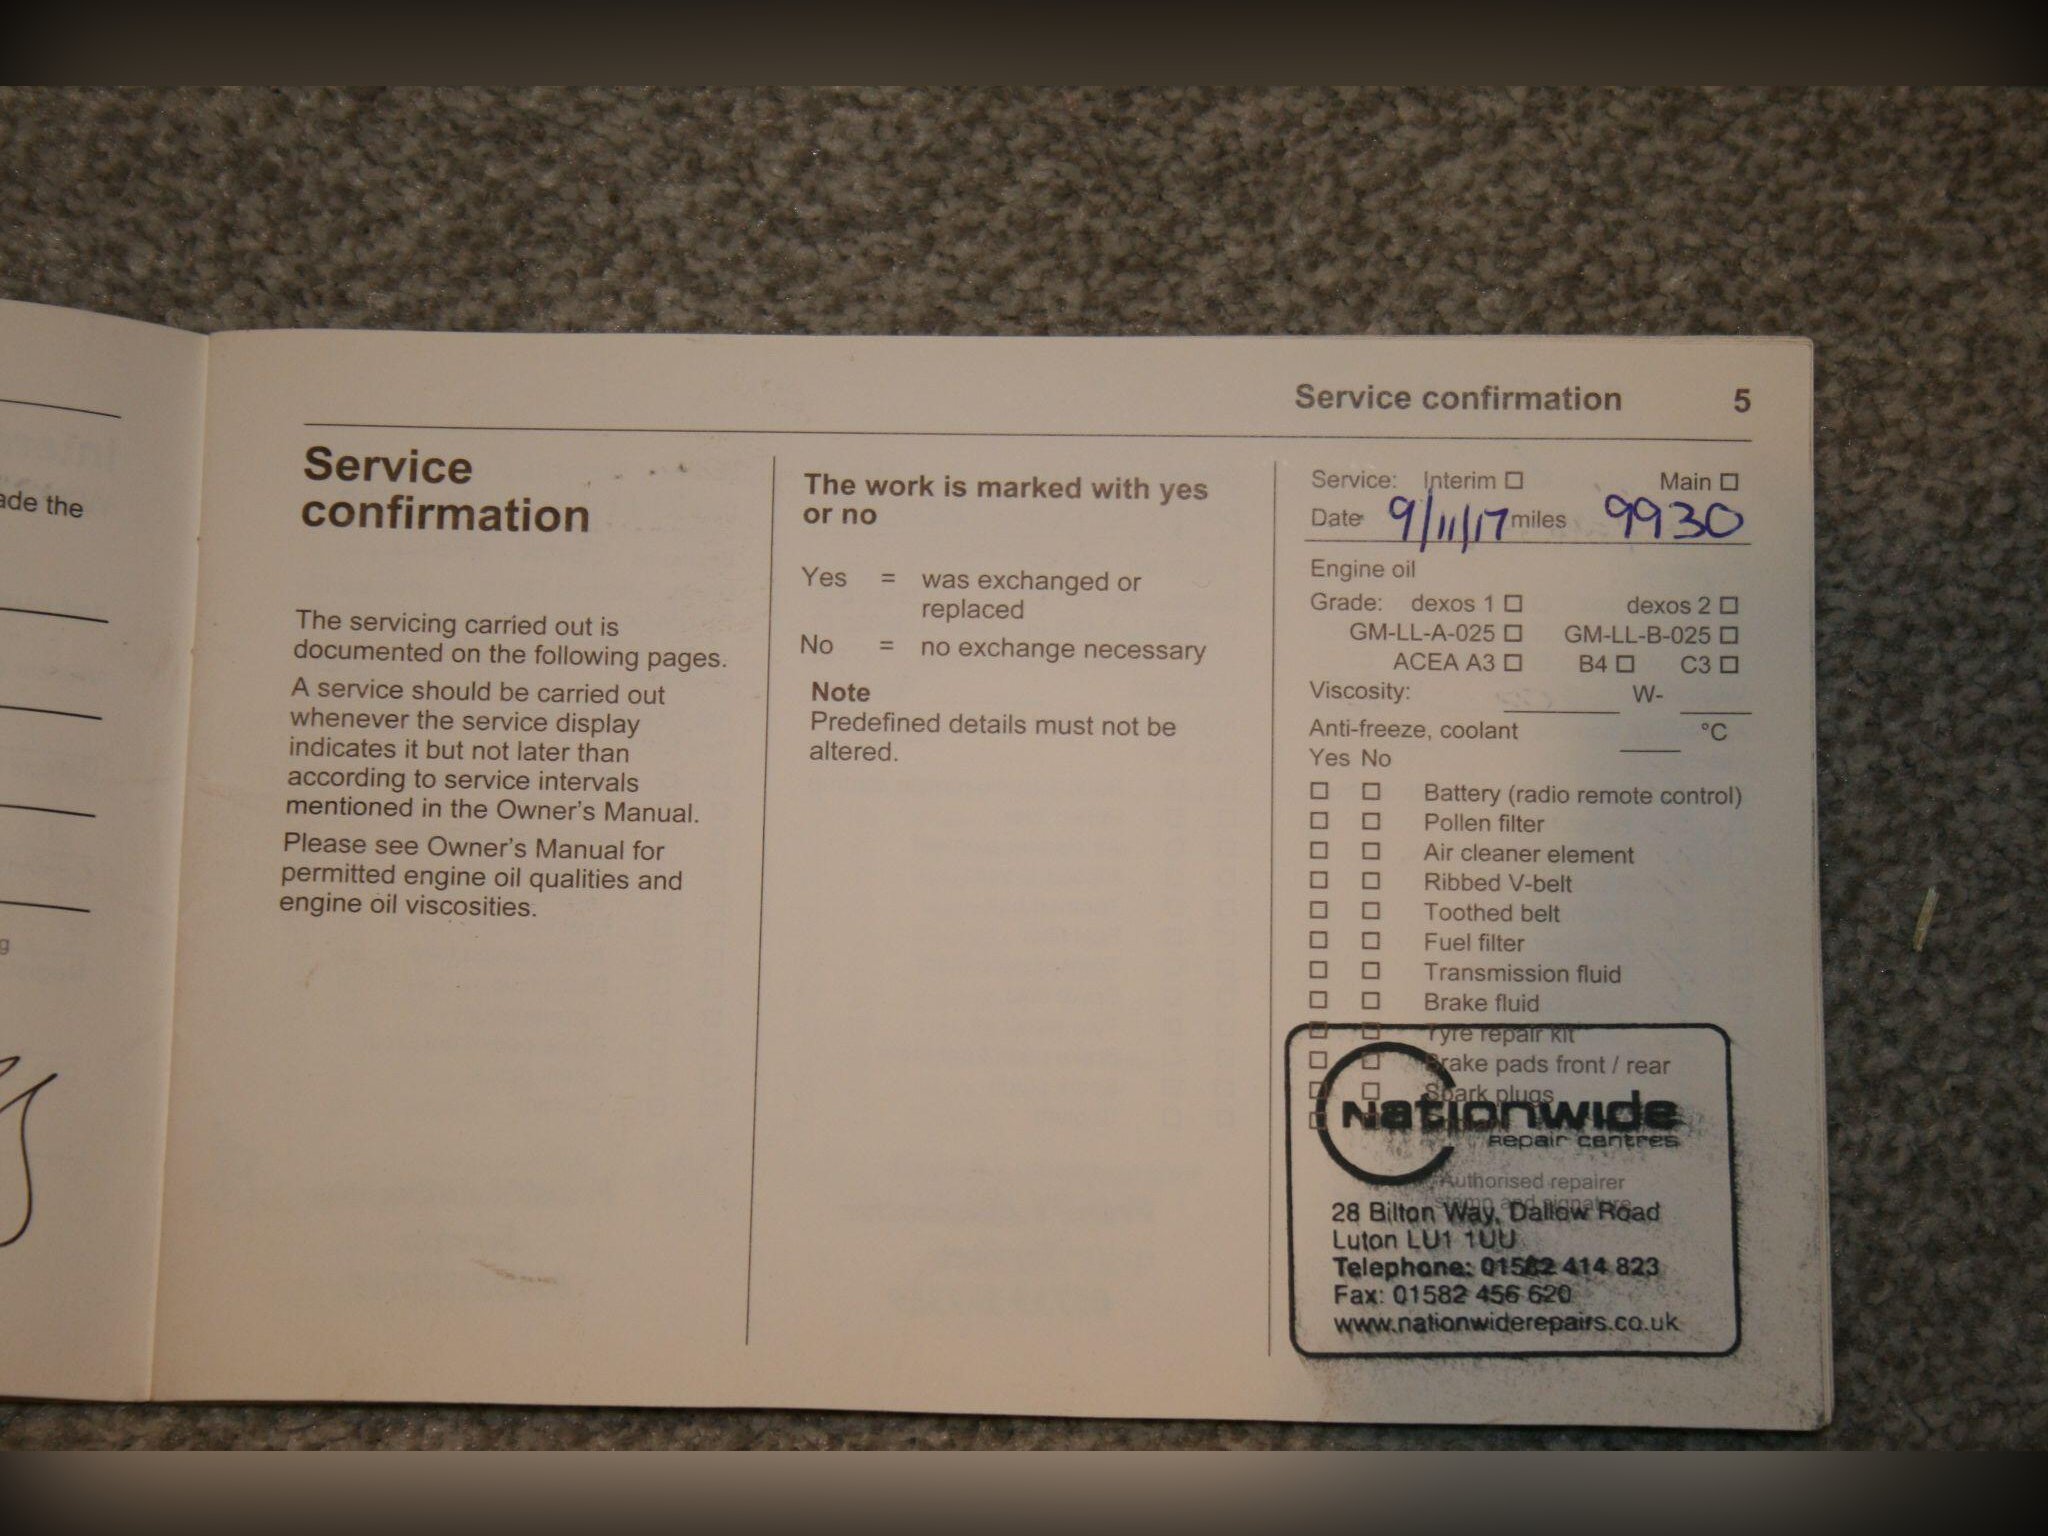 ade the
g
Service confirmation 5
Service
confirmation
The servicing carried out is
documented on the following pages.
A service should be carried out
whenever the service display
indicates it but not later than
according to service intervals
mentioned in the Owner's Manual.
Please see Owner's Manual for
permitted engine oil qualities and
engine oil viscosities.
The work is marked with yes
or no
Yes = was exchanged or
replaced
No = no exchange necessary
Note
Predefined details must not be
altered.
Service: Interim ☐ Main ☐
Date 9/11/17 miles 9930
Engine oil
Grade: dexos 1 ☐ dexos 2 ☐
GM-LL-A-025 ☐ GM-LL-B-025 ☐
ACEA A3 ☐ B4 ☐ C3 ☐
Viscosity: W-
Anti-freeze, coolant °C
Yes No
☐ ☐ Battery (radio remote control)
☐ ☐ Pollen filter
☐ ☐ Air cleaner element
☐ ☐ Ribbed V-belt
☐ ☐ Toothed belt
☐ ☐ Fuel filter
☐ ☐ Transmission fluid
☐ ☐ Brake fluid
☐ ☐ Tyre repair kit
☐ ☐ Brake pads front / rear
☐ ☐ Spark plugs
Nationwide
Repair centres
Authorised repairer
stamp and signature
28 Bilton Way, Dallow Road
Luton LU1 1UU
Telephone: 01582 414 823
Fax: 01582 456 620
www.nationwiderepairs.co.uk